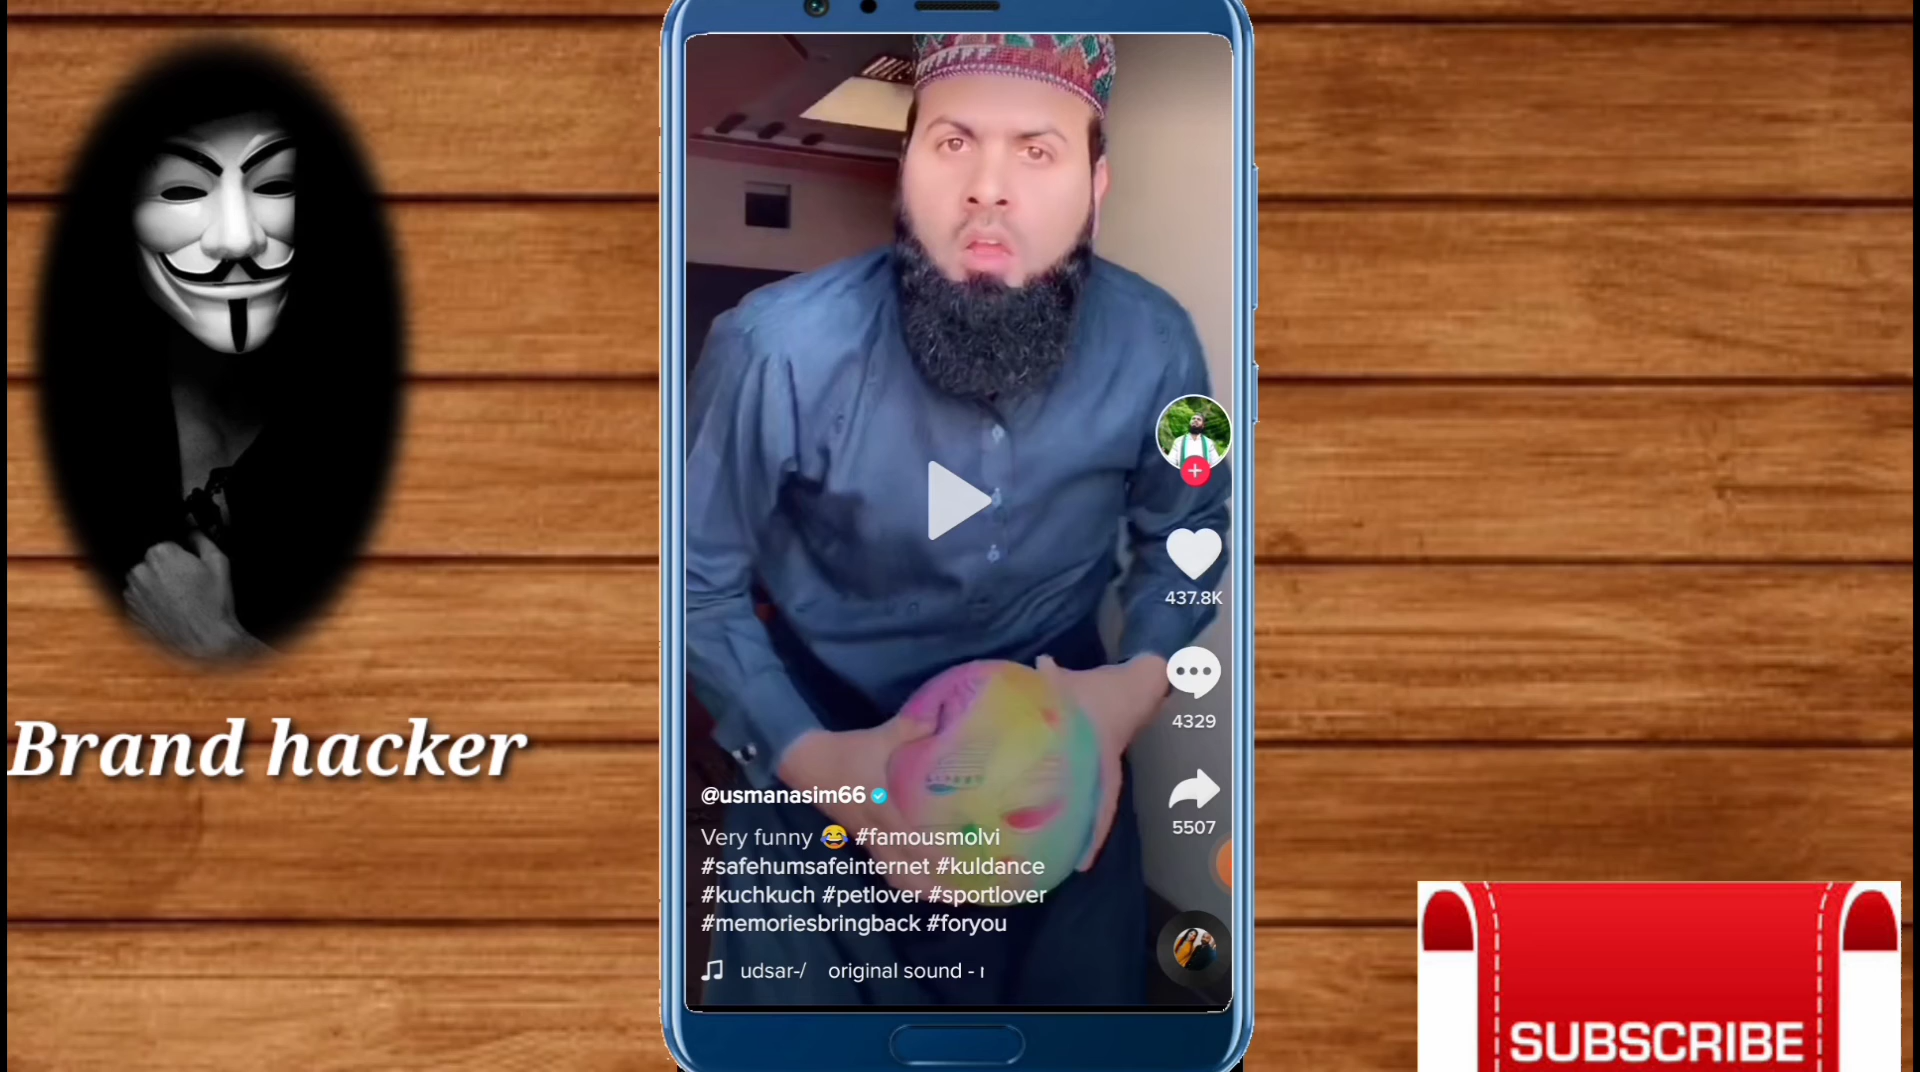 Brand hacker
437.8K
4329
5507
@usmanasim66
Very funny 😂 #famousmolvi
#safehumsafeinternet #kuldance
#kuchkuch #petlover #sportlover
#memoriesbringback #foryou
udsar-/ original sound -
SUBSCRIBE